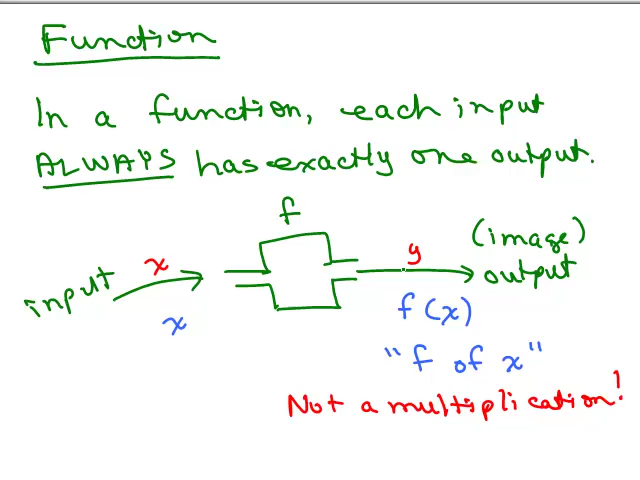 Function
In a function, each input
ALWAYS has exactly one output.
f
input x y (image)
output
x f(x)
"f of x"
Not a multiplication!